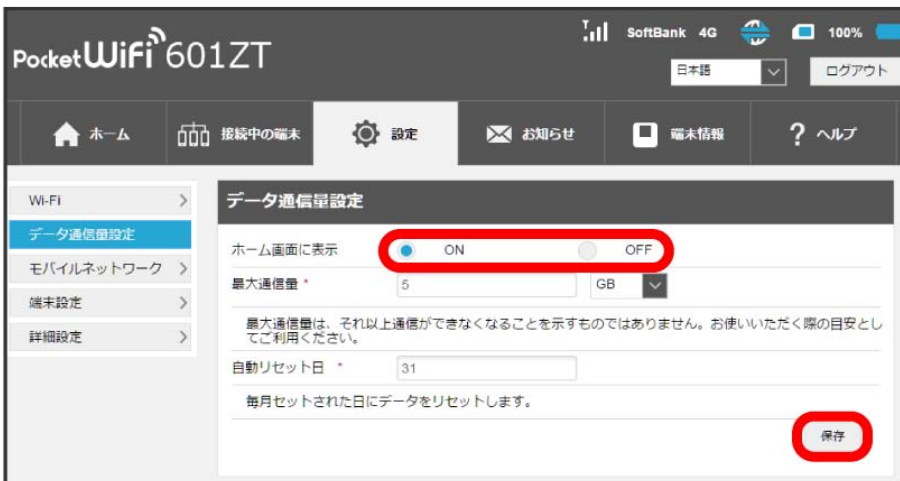 Pocket WiFi 601ZT
SoftBank 4G 100%
日本語 ログアウト
ホーム 接続中の端末 設定 お知らせ 端末情報 ? ヘルプ
Wi-Fi
データ通信量設定
モバイルネットワーク
端末設定
詳細設定
データ通信量設定
ホーム画面に表示 ON OFF
最大通信量 * 5 GB
最大通信量は、それ以上通信ができなくなることを示すものではありません。お使いいただく際の目安とし
てご利用ください。
自動リセット日 * 31
毎月セットされた日にデータをリセットします。
保存